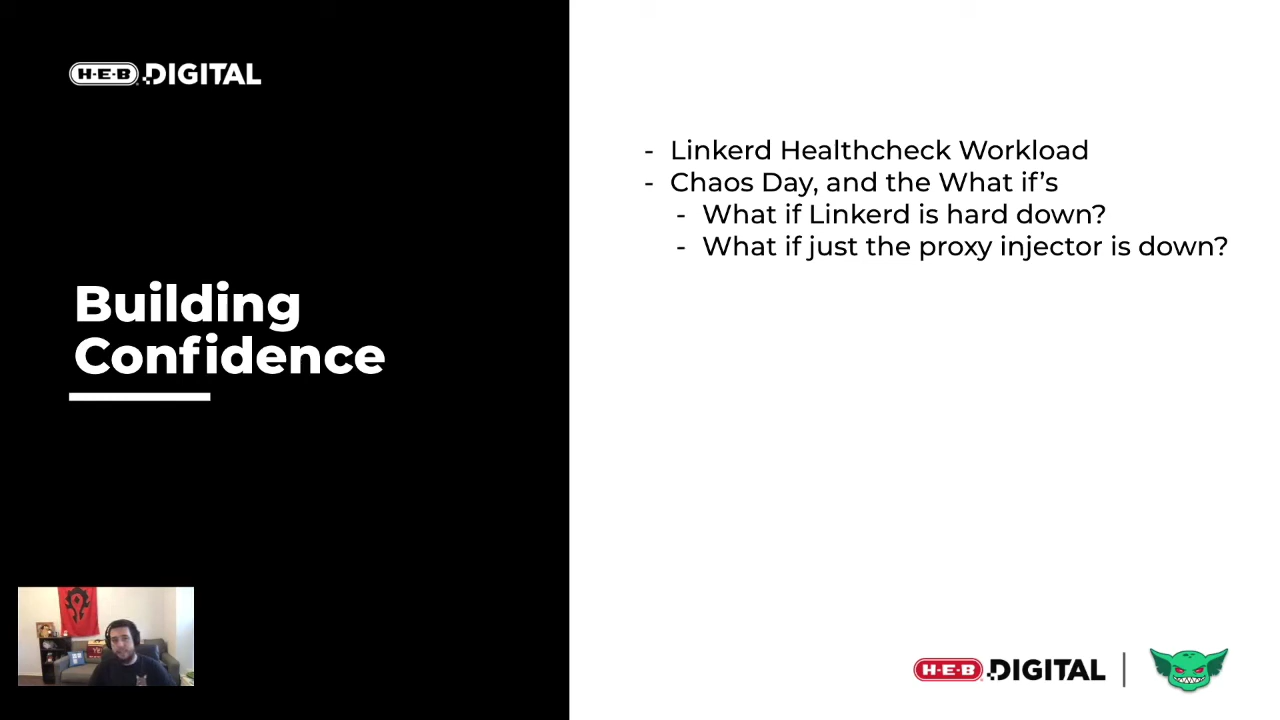 H-E-B DIGITAL
Building
Confidence
- Linkerd Healthcheck Workload
- Chaos Day, and the What if’s
- What if Linkerd is hard down?
- What if just the proxy injector is down?
H-E-B DIGITAL